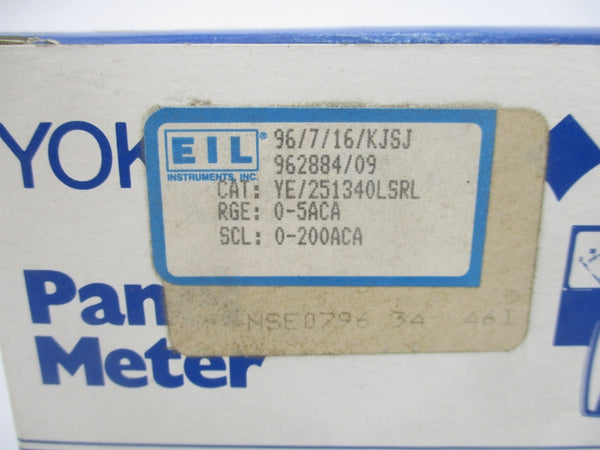 YOK
EIL®
INSTRUMENTS, INC.
96/7/16/KJSJ
962884/09
CAT: YE/251340LSRL
RGE: 0-5ACA
SCL: 0-200ACA
NSE0796 34 461
Pan
Meter